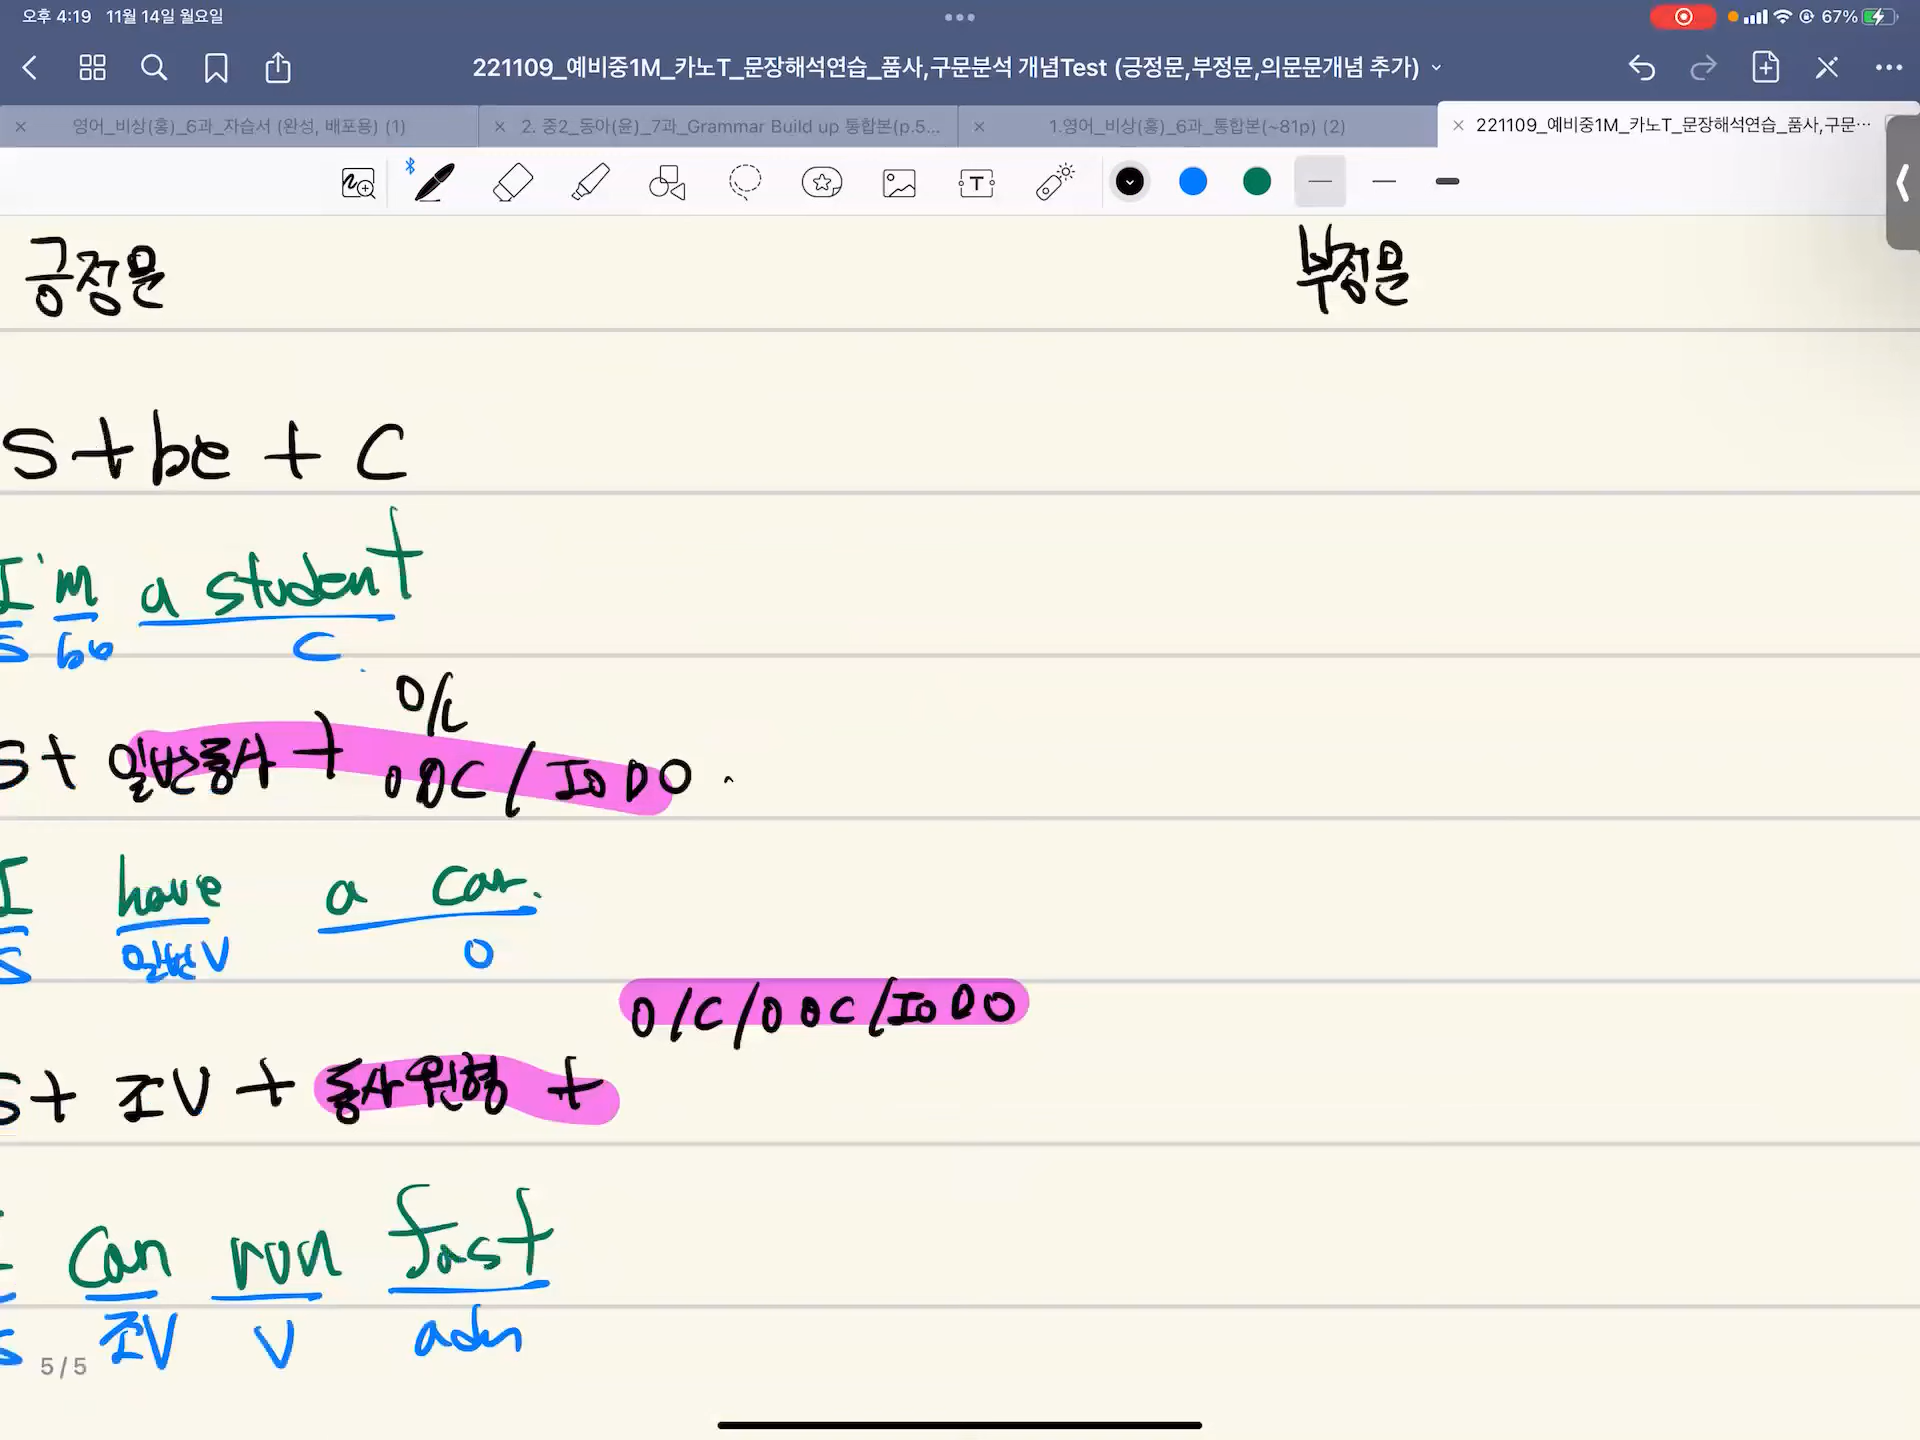 오후 4:19 11월 14일 월요일
67%
221109_예비중1M_카노T_문장해석연습_품사,구문분석 개념Test (긍정문,부정문,의문문개념 추가)
영어_비상(홍)_6과_자습서 (완성, 배포용) (1)
2. 중2_동아(윤)_7과_Grammar Build up 통합본(p.5...
1.영어_비상(홍)_6과_통합본(~81p) (2)
221109_예비중1M_카노T_문장해석연습_품사,구문…
긍정문 부정문
S + be + C
I'm a student
S be C
O/C
S + 일반동사 + O OC / IO DO .
I have a car.
S 일반V O
O/C/O OC/IO DO
S + 조V + 동사원형 +
I can run fast
S 조V V adv
5/5